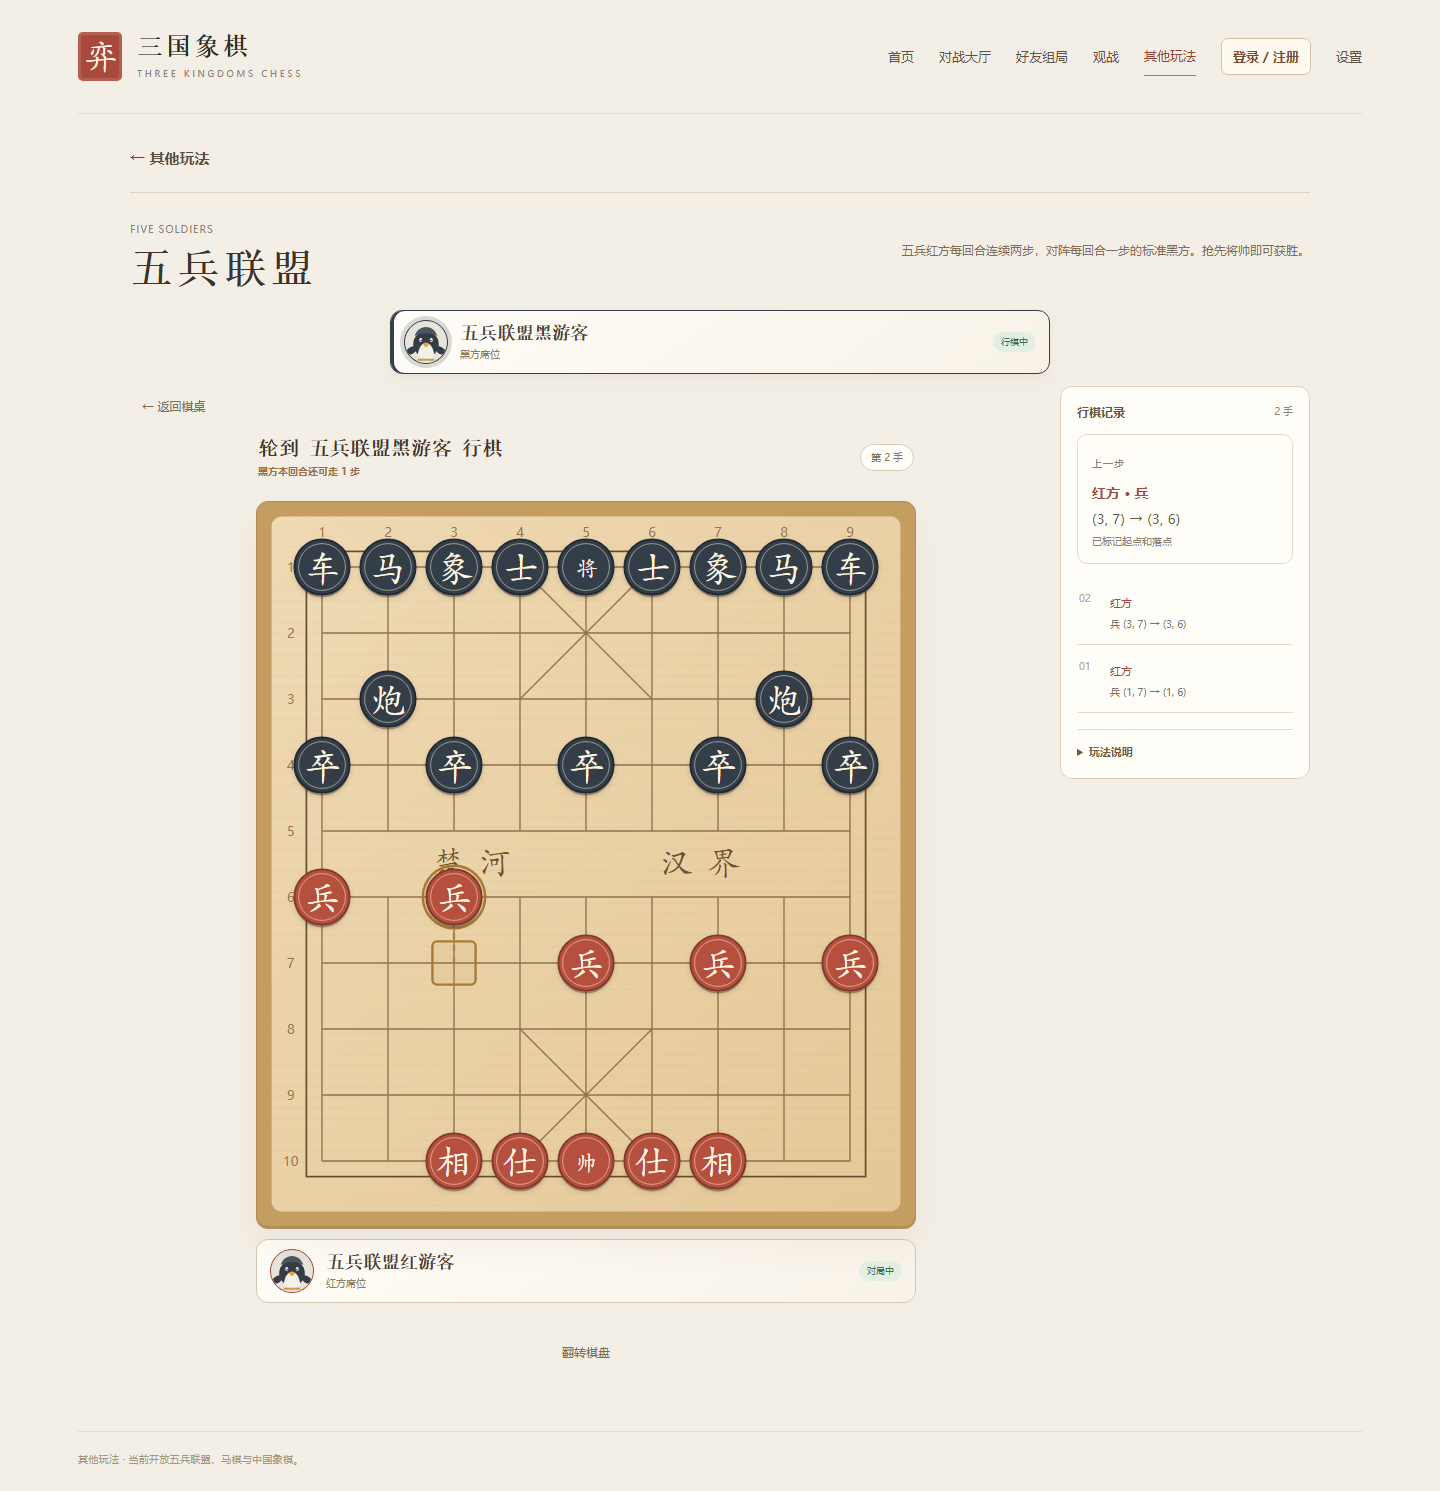 弈
三国象棋
THREE KINGDOMS CHESS
首页 对战大厅 好友组局 观战 其他玩法 登录 / 注册 设置
← 其他玩法
FIVE SOLDIERS
五兵联盟
五兵红方每回合连续两步，对阵每回合一步的标准黑方。抢先将帅即可获胜。
五兵联盟黑游客
黑方席位
行棋中
← 返回棋桌
轮到 五兵联盟黑游客 行棋
黑方本回合还可走 1 步
第 2 手
1 2 3 4 5 6 7 8 9
1 车 马 象 士 将 士 象 马 车
2
3 炮 炮
4 卒 卒 卒 卒 卒
5
楚 河 汉 界
6 兵 兵
7 兵 兵 兵
8
9
10 相 仕 帅 仕 相
五兵联盟红游客
红方席位
对局中
翻转棋盘
行棋记录 2 手
上一步
红方 • 兵
(3, 7) → (3, 6)
已标记起点和落点
02 红方
兵 (3, 7) → (3, 6)
01 红方
兵 (1, 7) → (1, 6)
▶ 玩法说明
其他玩法 · 当前开放五兵联盟、马棋与中国象棋。